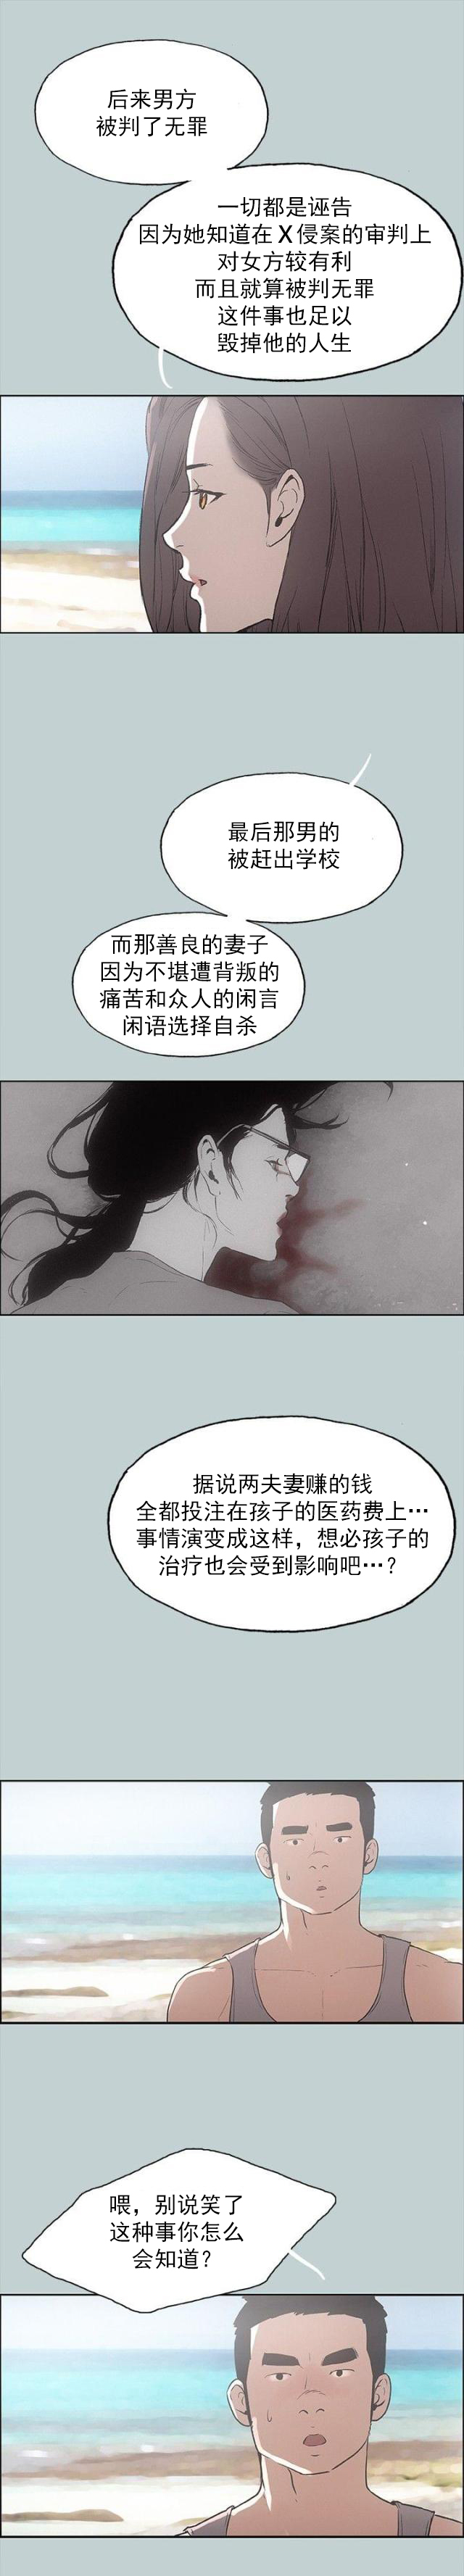 后来男方
被判了无罪
一切都是诬告
因为她知道在X侵案的审判上
对女方较有利
而且就算被判无罪
这件事也足以
毁掉他的人生
最后那男的
被赶出学校
而那善良的妻子
因为不堪遭背叛的
痛苦和众人的闲言
闲语选择自杀
据说两夫妻赚的钱
全都投注在孩子的医药费上…
事情演变成这样，想必孩子的
治疗也会受到影响吧…？
喂，别说笑了
这种事你怎么
会知道？